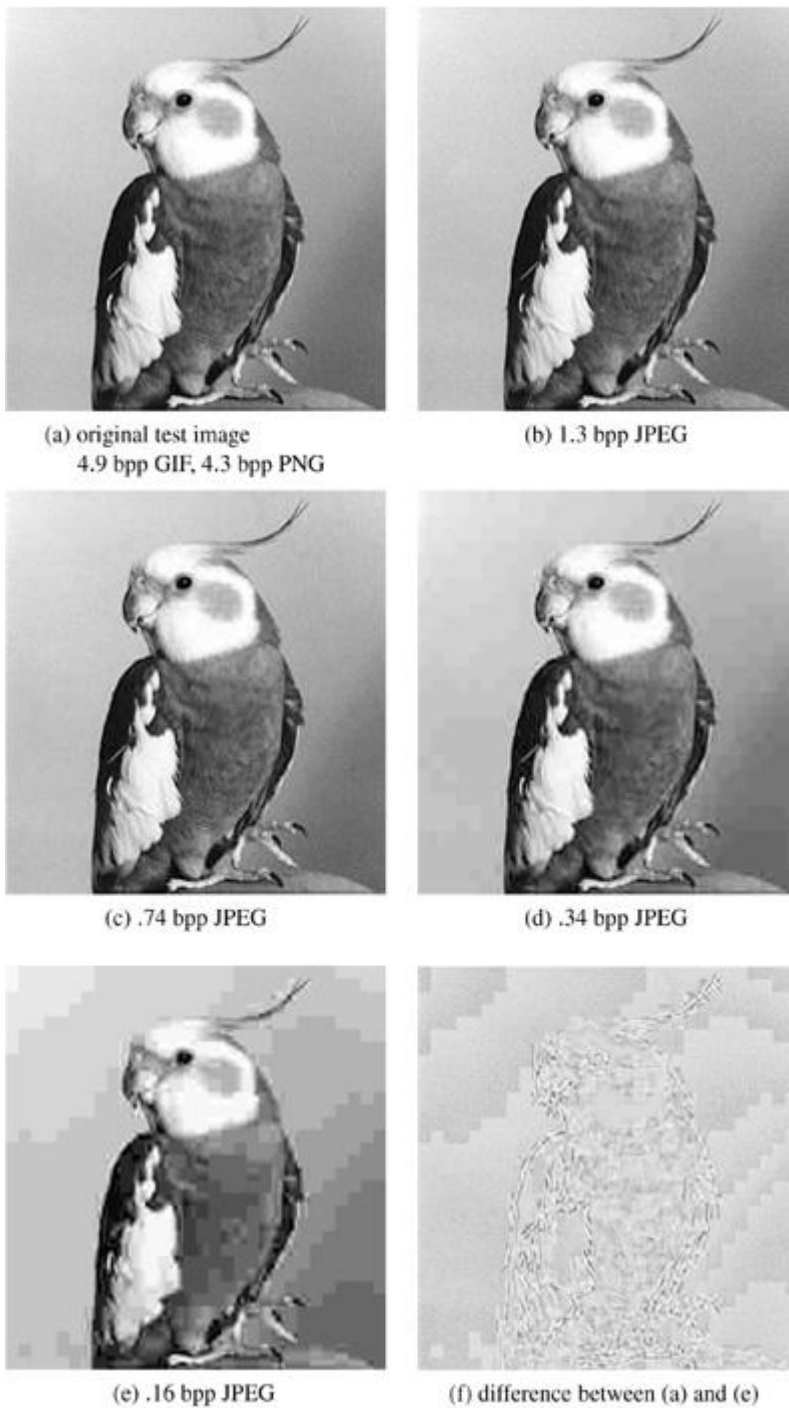 (a) original test image
4.9 bpp GIF, 4.3 bpp PNG
(b) 1.3 bpp JPEG
(c) .74 bpp JPEG
(d) .34 bpp JPEG
(e) .16 bpp JPEG
(f) difference between (a) and (e)